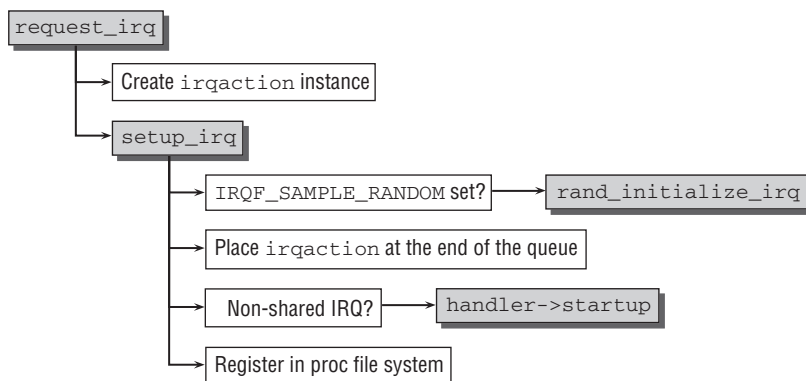 request_irq
Create irqaction instance
setup_irq
IRQF_SAMPLE_RANDOM set?
rand_initialize_irq
Place irqaction at the end of the queue
Non-shared IRQ?
handler->startup
Register in proc file system